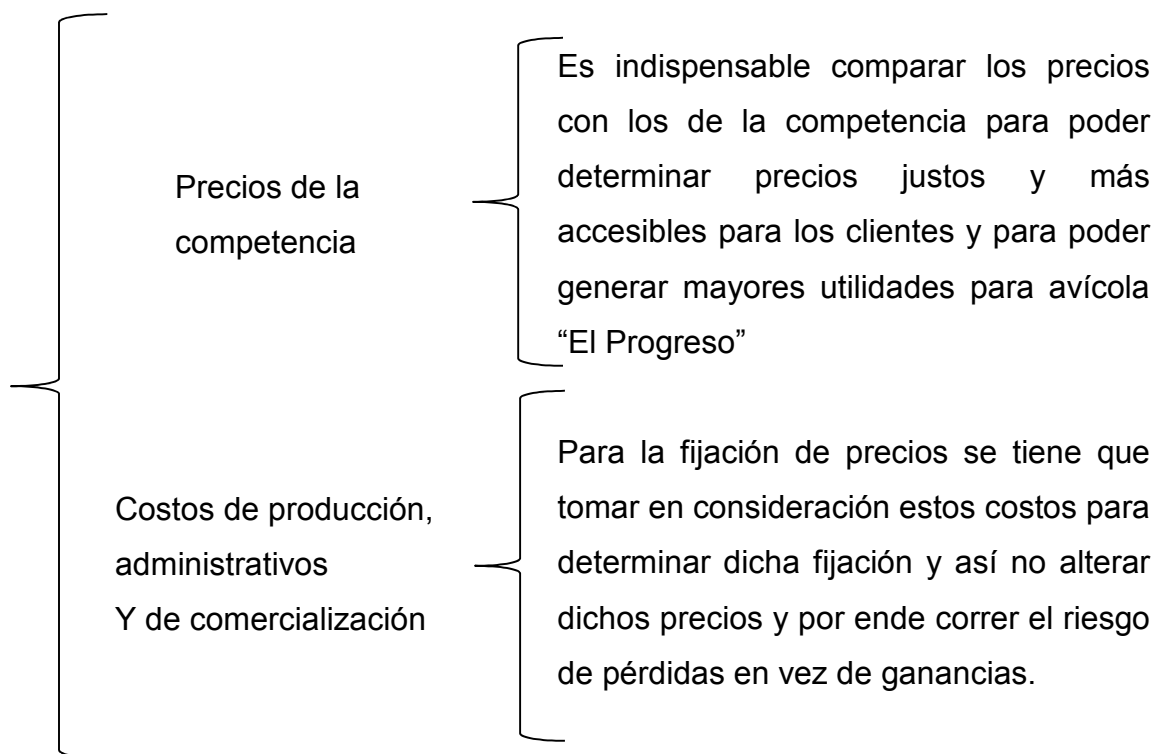 Precios de la
competencia
Es indispensable comparar los precios
con los de la competencia para poder
determinar precios justos y más
accesibles para los clientes y para poder
generar mayores utilidades para avícola
“El Progreso”
Costos de producción,
administrativos
Y de comercialización
Para la fijación de precios se tiene que
tomar en consideración estos costos para
determinar dicha fijación y así no alterar
dichos precios y por ende correr el riesgo
de pérdidas en vez de ganancias.